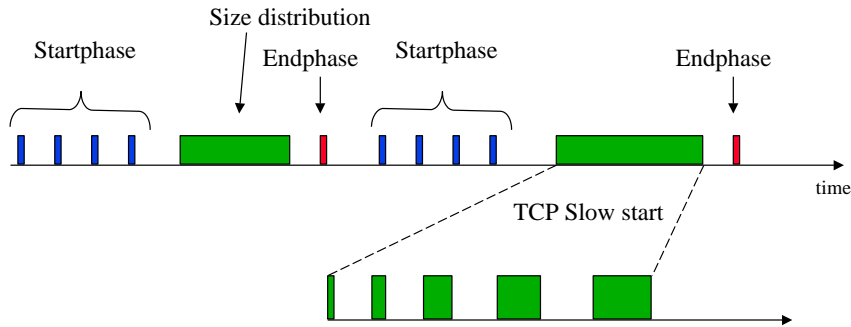 Size distribution
Startphase
Endphase
Startphase
Endphase
time
TCP Slow start